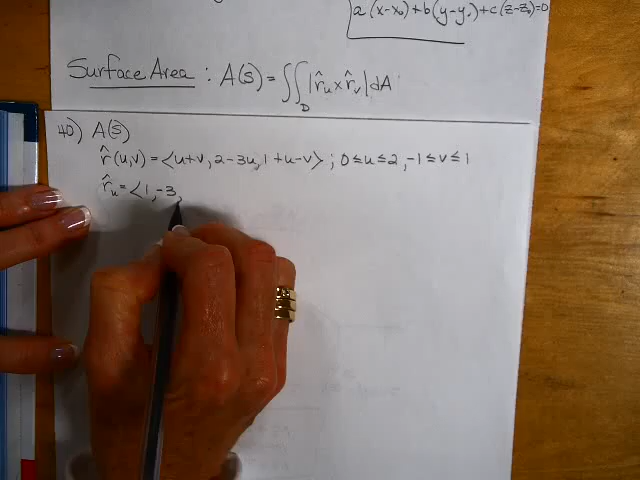 a(x-x₀)+b(y-y₀)+c(z-z₀)=0
Surface Area : A(S) = ∬_D |r̂ᵤ x r̂ᵥ| dA
40) A(S)
r̂(u,v) = <u+v, 2-3u, 1+u-v> ; 0≤u≤2, -1≤v≤1
r̂ᵤ = <1, -3,